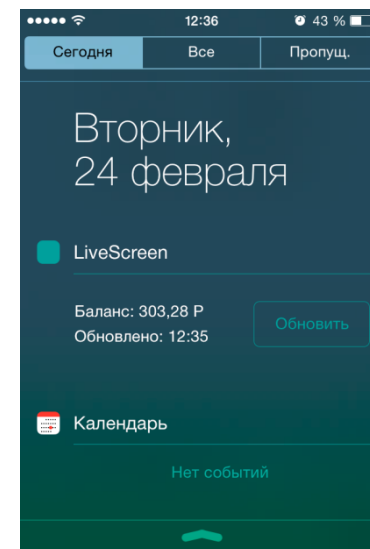 12:36 43 %
Сегодня Все Пропущ.
Вторник,
24 февраля
LiveScreen
Баланс: 303,28 Р
Обновлено: 12:35
Обновить
Календарь
Нет событий